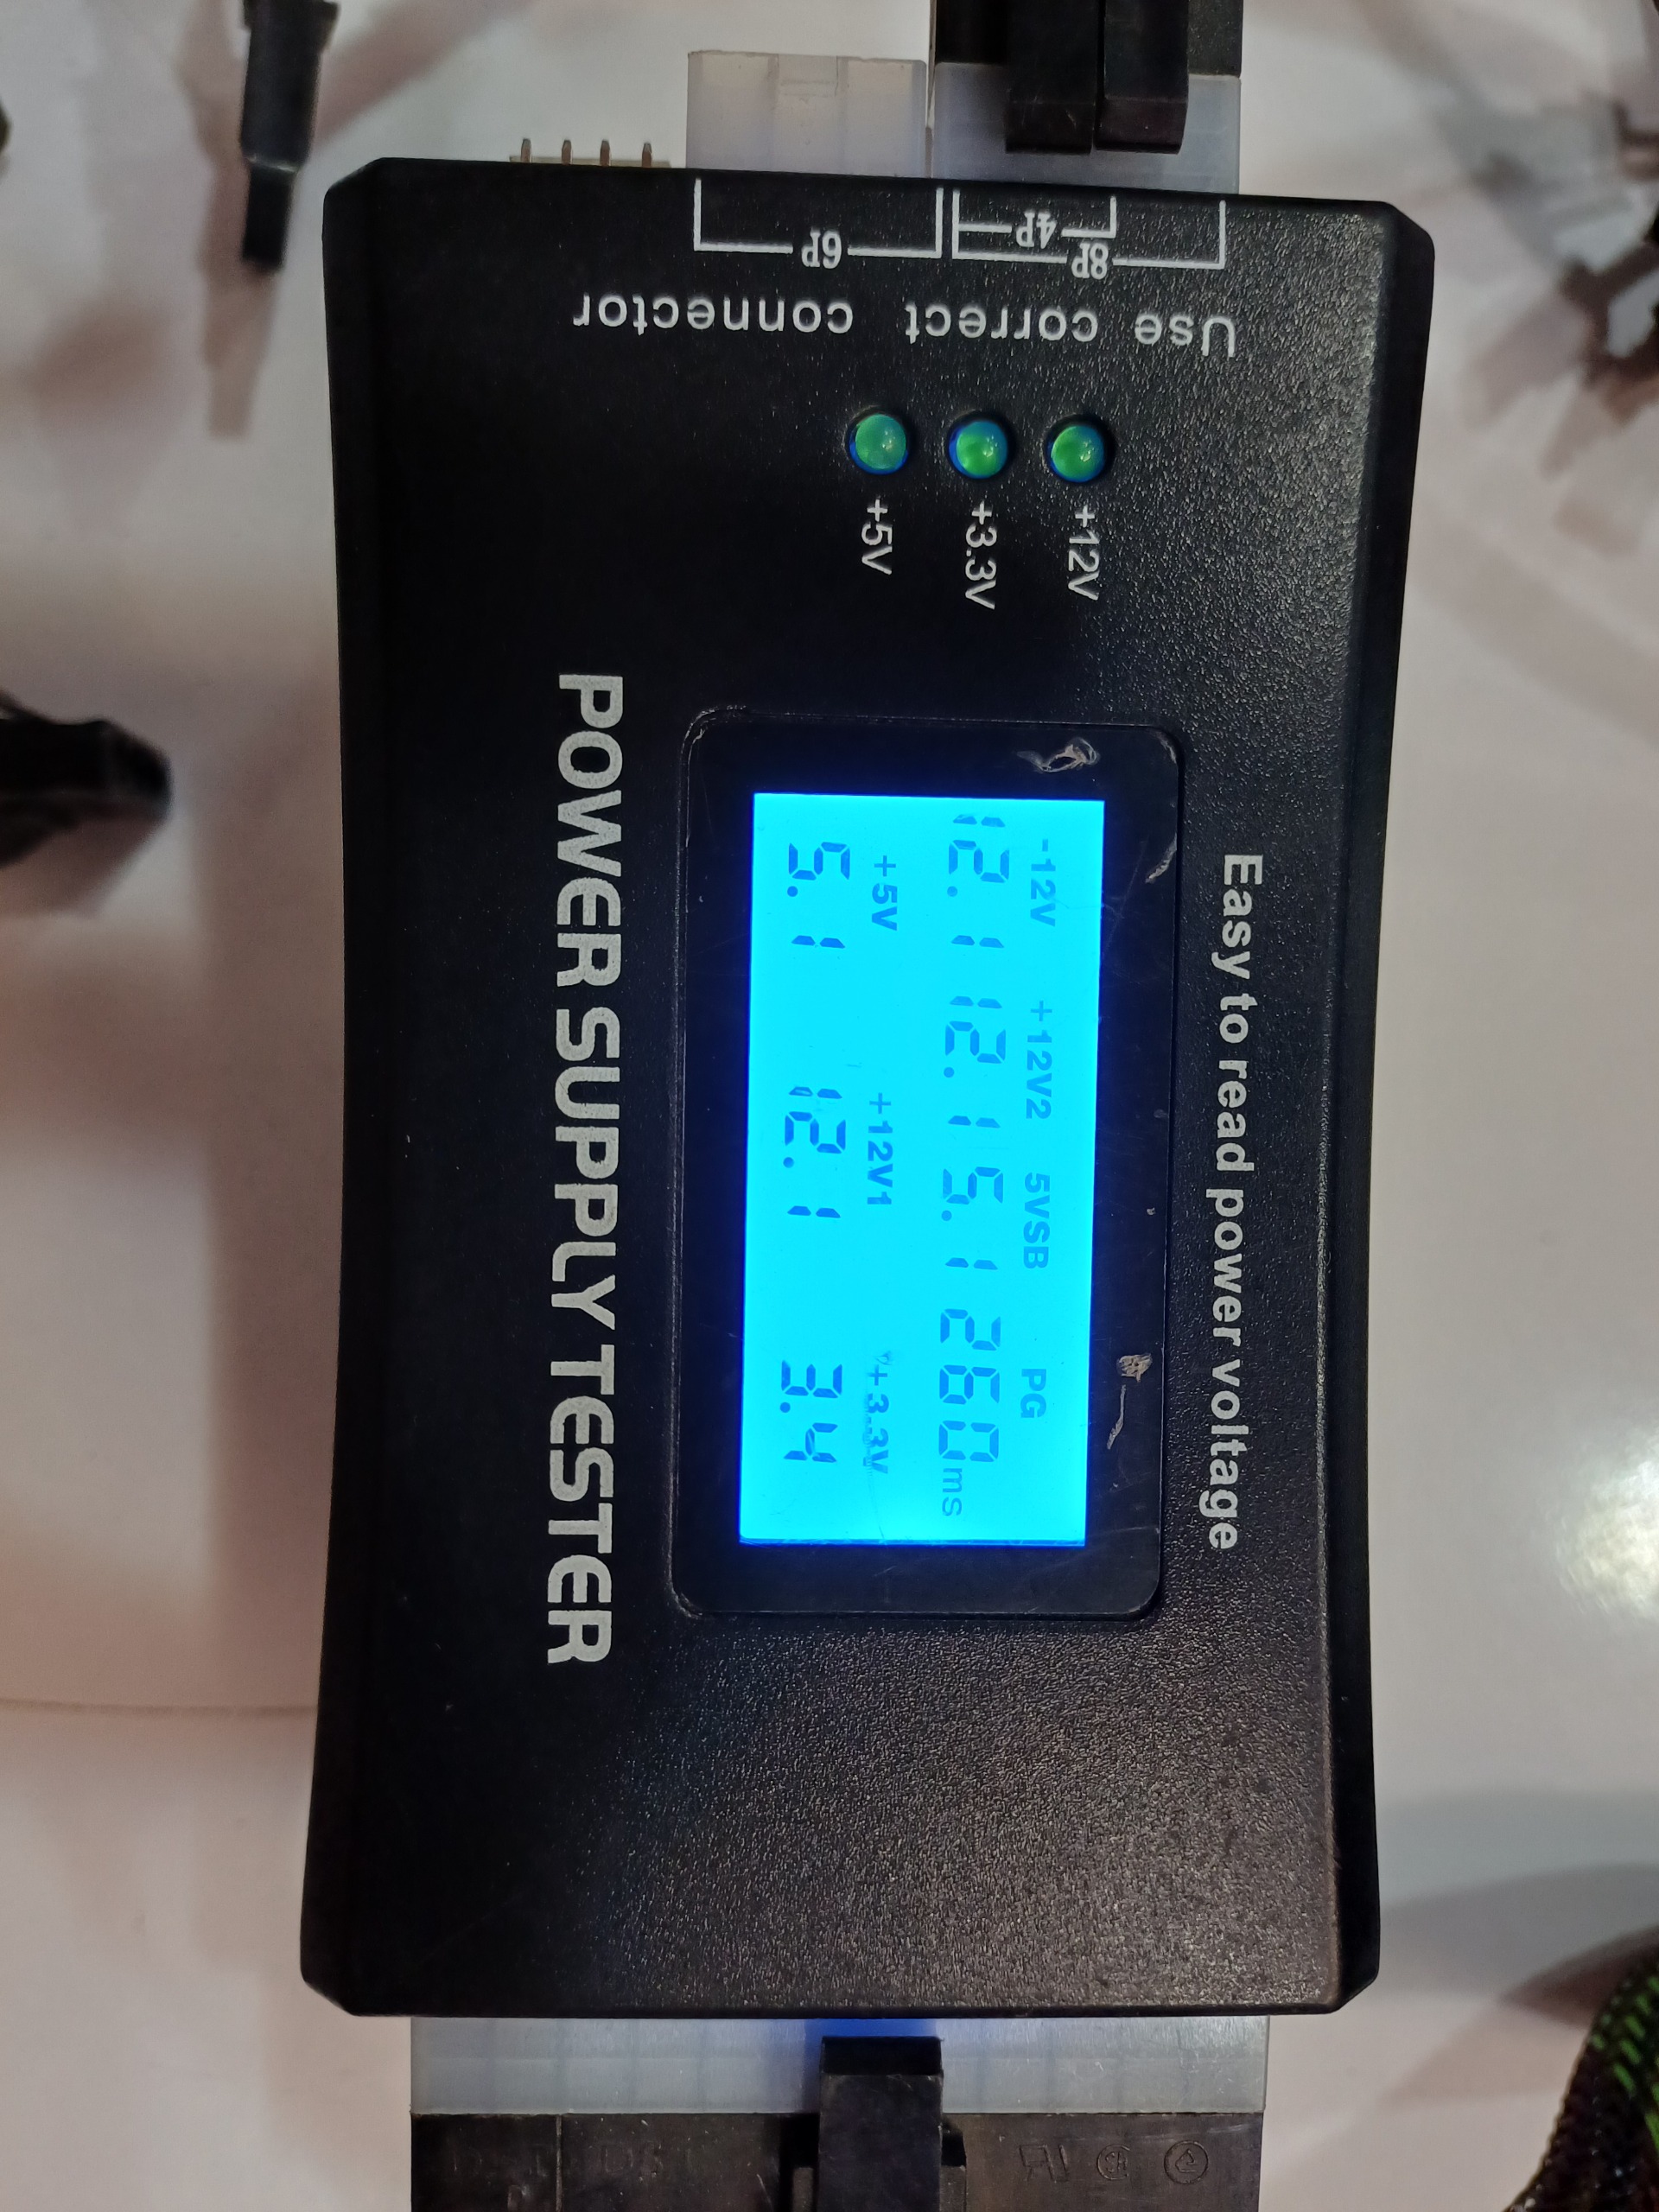 Easy to read power voltage
-12V +12V2 5VSB PG
12.1 12.1 5.1 260ms
+5V +12V1 +3.3V
5.1 12.1 3.4
POWER SUPPLY TESTER
+12V
+3.3V
+5V
Use correct connector
8P
4P
6P